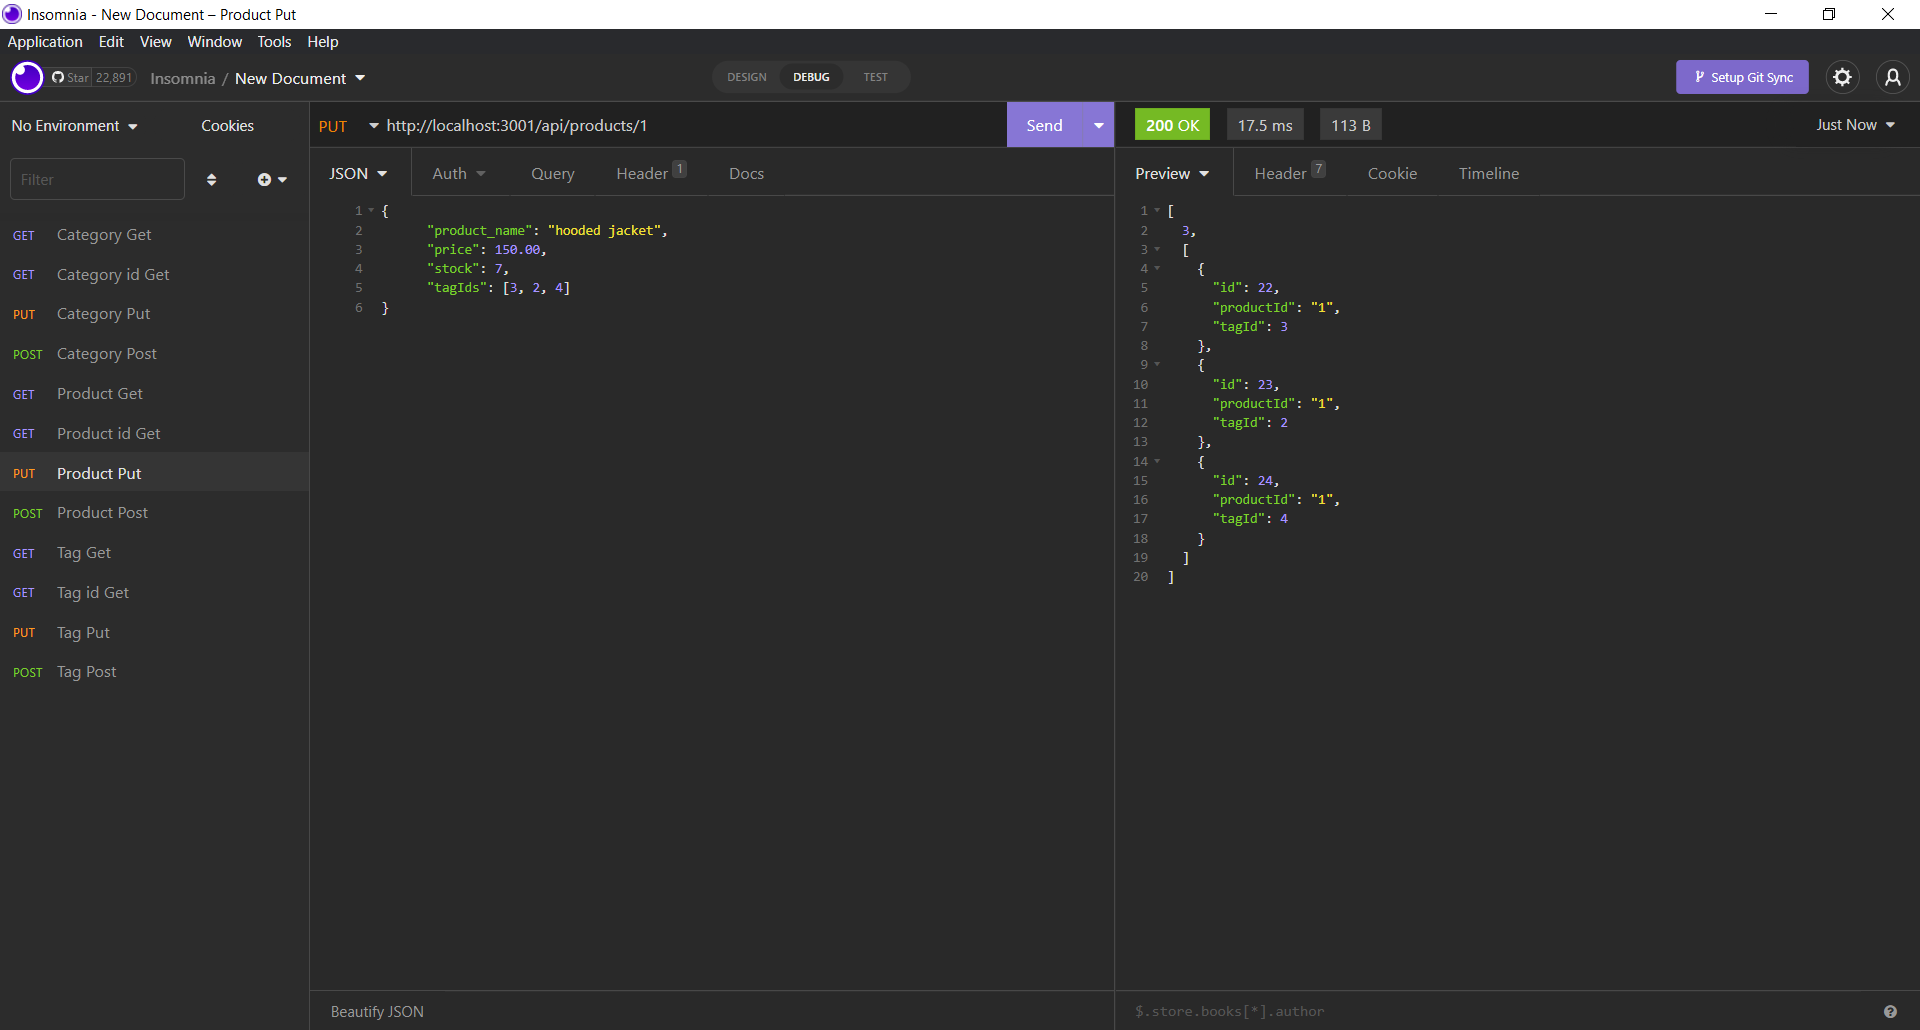 Insomnia - New Document – Product Put
Application Edit View Window Tools Help
Star 22,891 Insomnia / New Document DESIGN DEBUG TEST Setup Git Sync
No Environment Cookies
Filter
GET Category Get
GET Category id Get
PUT Category Put
POST Category Post
GET Product Get
GET Product id Get
PUT Product Put
POST Product Post
GET Tag Get
GET Tag id Get
PUT Tag Put
POST Tag Post
PUT http://localhost:3001/api/products/1 Send
JSON Auth Query Header 1 Docs
1 {
2 "product_name": "hooded jacket",
3 "price": 150.00,
4 "stock": 7,
5 "tagIds": [3, 2, 4]
6 }
Beautify JSON
200 OK 17.5 ms 113 B Just Now
Preview Header 7 Cookie Timeline
1 [
2 3,
3 [
4 {
5 "id": 22,
6 "productId": "1",
7 "tagId": 3
8 },
9 {
10 "id": 23,
11 "productId": "1",
12 "tagId": 2
13 },
14 {
15 "id": 24,
16 "productId": "1",
17 "tagId": 4
18 }
19 ]
20 ]
$.store.books[*].author